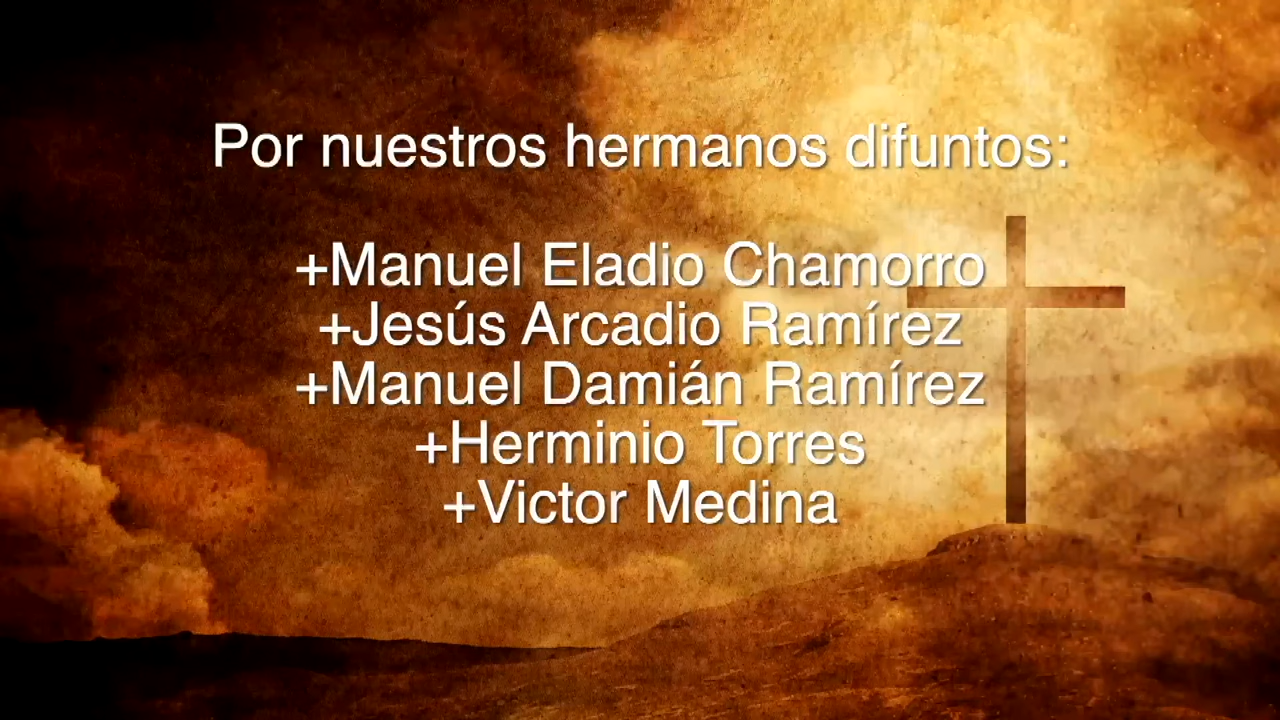 Por nuestros hermanos difuntos:
+Manuel Eladio Chamorro
+Jesús Arcadio Ramírez
+Manuel Damián Ramírez
+Herminio Torres
+Victor Medina